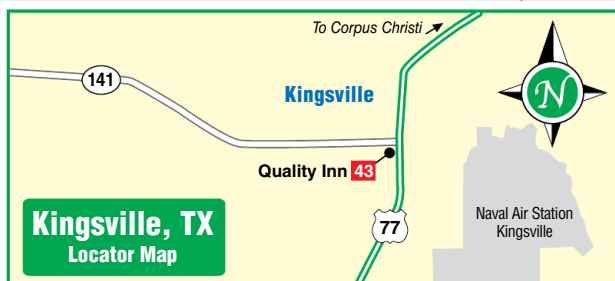 To Corpus Christi
141
Kingsville
N
Quality Inn 43
77
Naval Air Station
Kingsville
Kingsville, TX
Locator Map